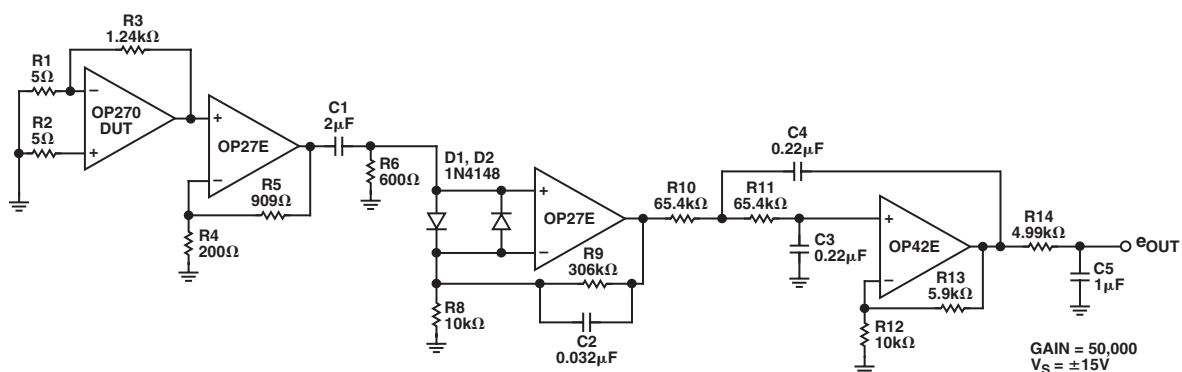 R3
1.24kΩ
R1
5Ω
R2
5Ω
−
+
OP270
DUT
+
−
OP27E
R5
909Ω
R4
200Ω
C1
2μF
R6
600Ω
D1, D2
1N4148
+
−
OP27E
R9
306kΩ
R8
10kΩ
C2
0.032μF
R10
65.4kΩ
R11
65.4kΩ
C4
0.22μF
C3
0.22μF
+
−
OP42E
R13
5.9kΩ
R12
10kΩ
R14
4.99kΩ
C5
1μF
eOUT
GAIN = 50,000
VS = ±15V